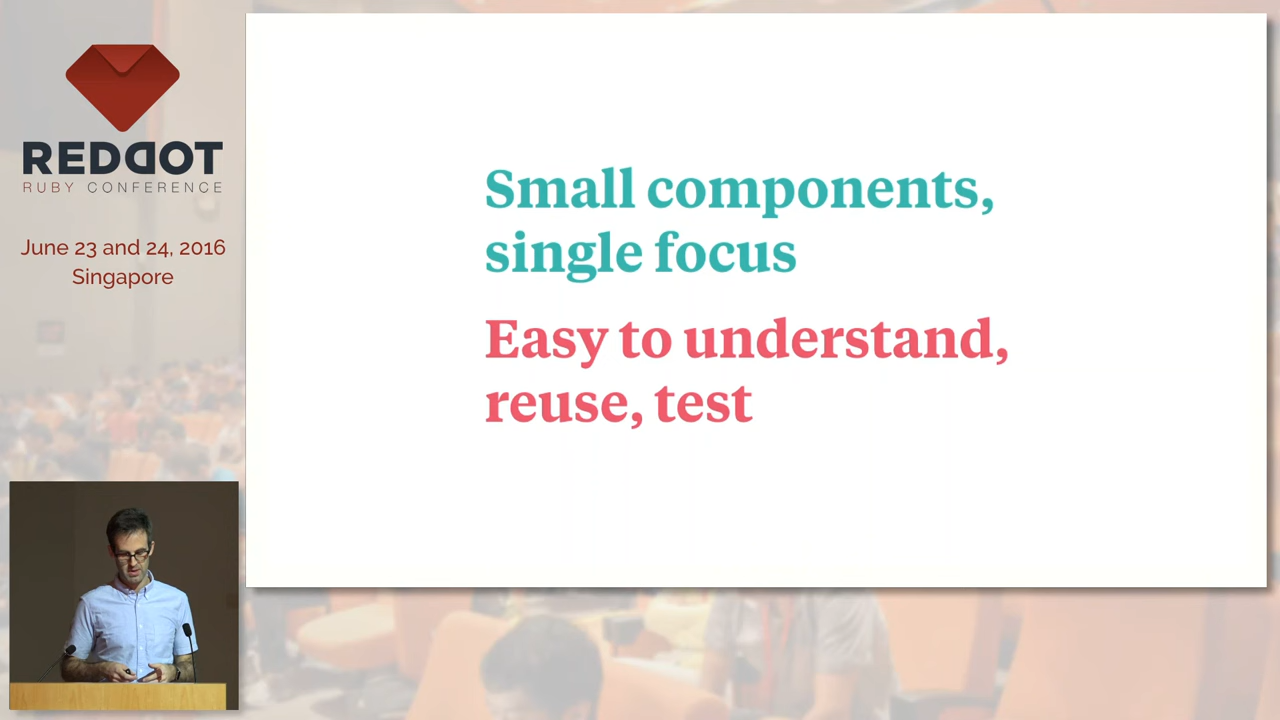 REDDOT
RUBY CONFERENCE
June 23 and 24, 2016
Singapore
Small components,
single focus
Easy to understand,
reuse, test